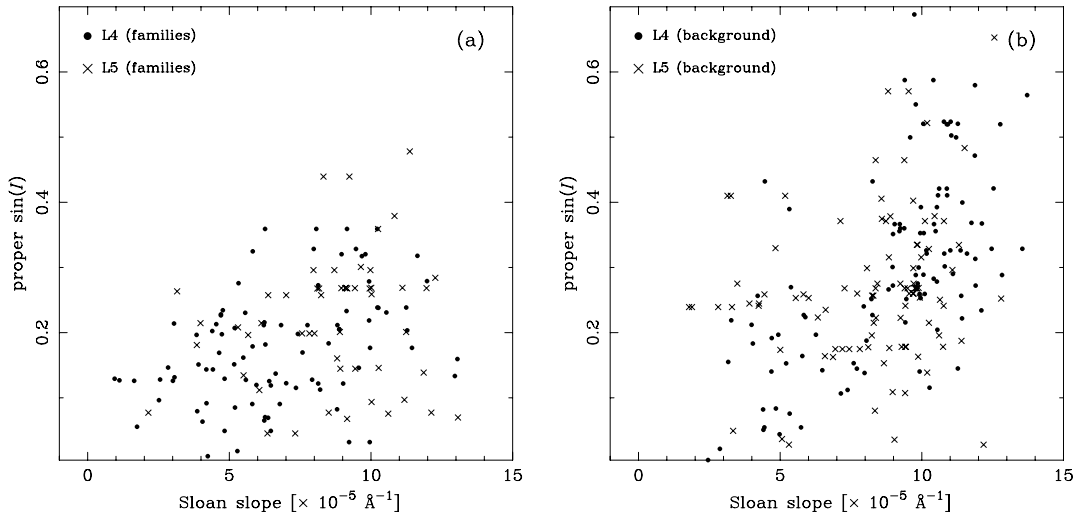 (a)
● L4 (families)
× L5 (families)
0.6
0.4
0.2
proper sin(I)
0
5
10
15
Sloan slope [× 10⁻⁵ Å⁻¹]
(b)
● L4 (background)
× L5 (background)
0.6
0.4
0.2
proper sin(I)
0
5
10
15
Sloan slope [× 10⁻⁵ Å⁻¹]